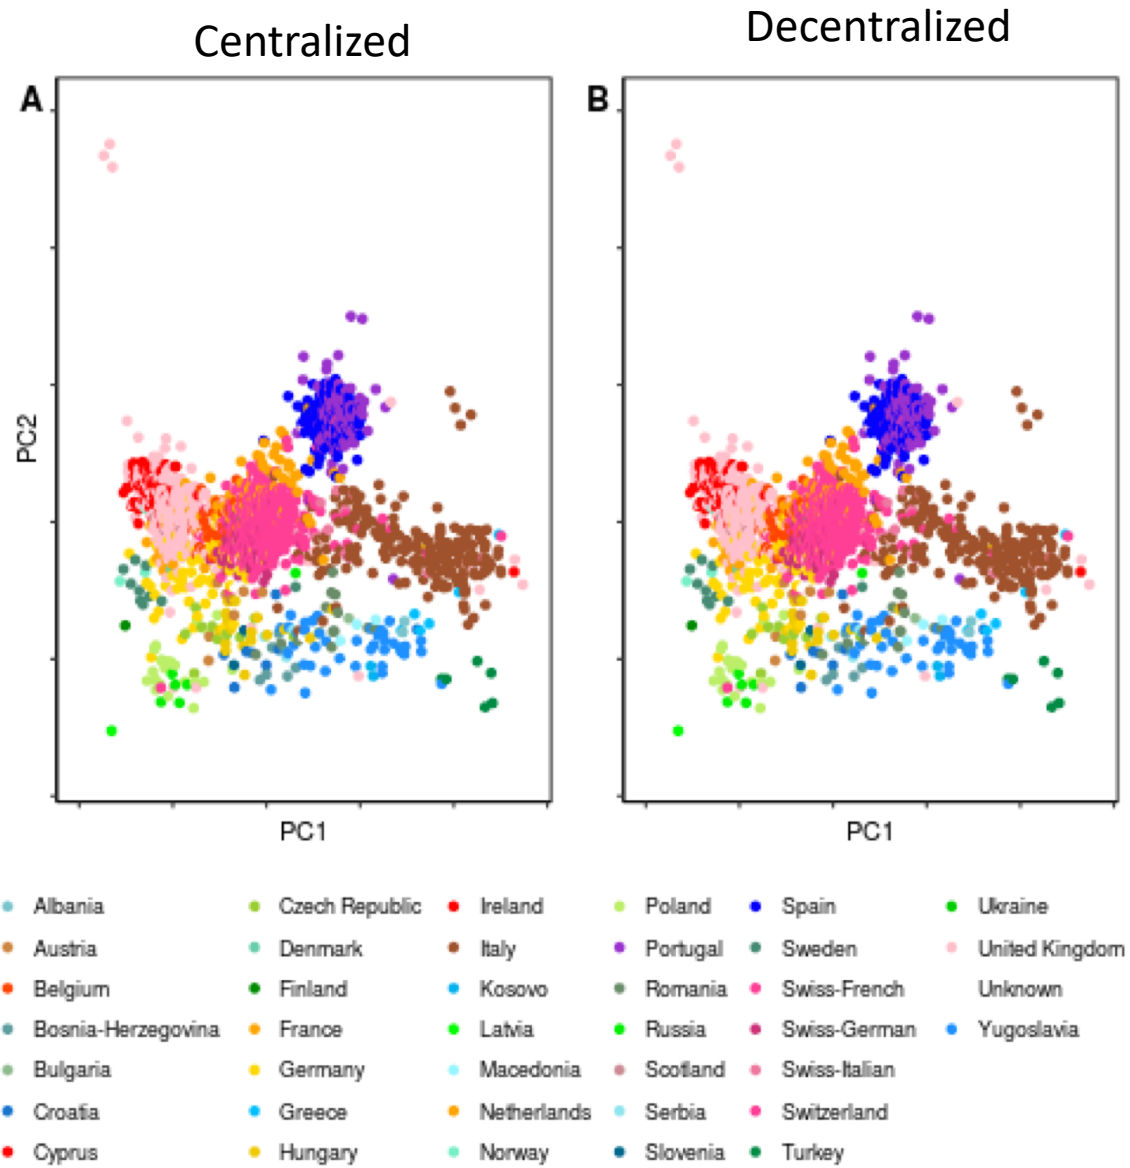 Centralized Decentralized
A B
PC2
PC1 PC1
Albania Czech Republic Ireland Poland Spain Ukraine
Austria Denmark Italy Portugal Sweden United Kingdom
Belgium Finland Kosovo Romania Swiss-French Unknown
Bosnia-Herzegovina France Latvia Russia Swiss-German Yugoslavia
Bulgaria Germany Macedonia Scotland Swiss-Italian
Croatia Greece Netherlands Serbia Switzerland
Cyprus Hungary Norway Slovenia Turkey